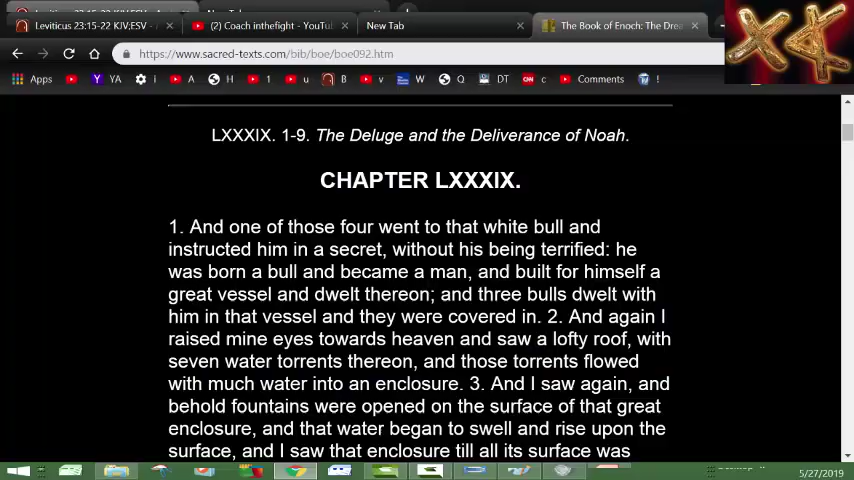 Leviticus 23:15-22 KJV;ESV
(2) Coach inthefight - YouTu
New Tab
The Book of Enoch: The Drea
https://www.sacred-texts.com/bib/boe/boe092.htm
Apps YA i H 1 B v W Q DT c Comments !
LXXXIX. 1-9. The Deluge and the Deliverance of Noah.
CHAPTER LXXXIX.
1. And one of those four went to that white bull and
instructed him in a secret, without his being terrified: he
was born a bull and became a man, and built for himself a
great vessel and dwelt thereon; and three bulls dwelt with
him in that vessel and they were covered in. 2. And again I
raised mine eyes towards heaven and saw a lofty roof, with
seven water torrents thereon, and those torrents flowed
with much water into an enclosure. 3. And I saw again, and
behold fountains were opened on the surface of that great
enclosure, and that water began to swell and rise upon the
surface, and I saw that enclosure till all its surface was
5/27/2019